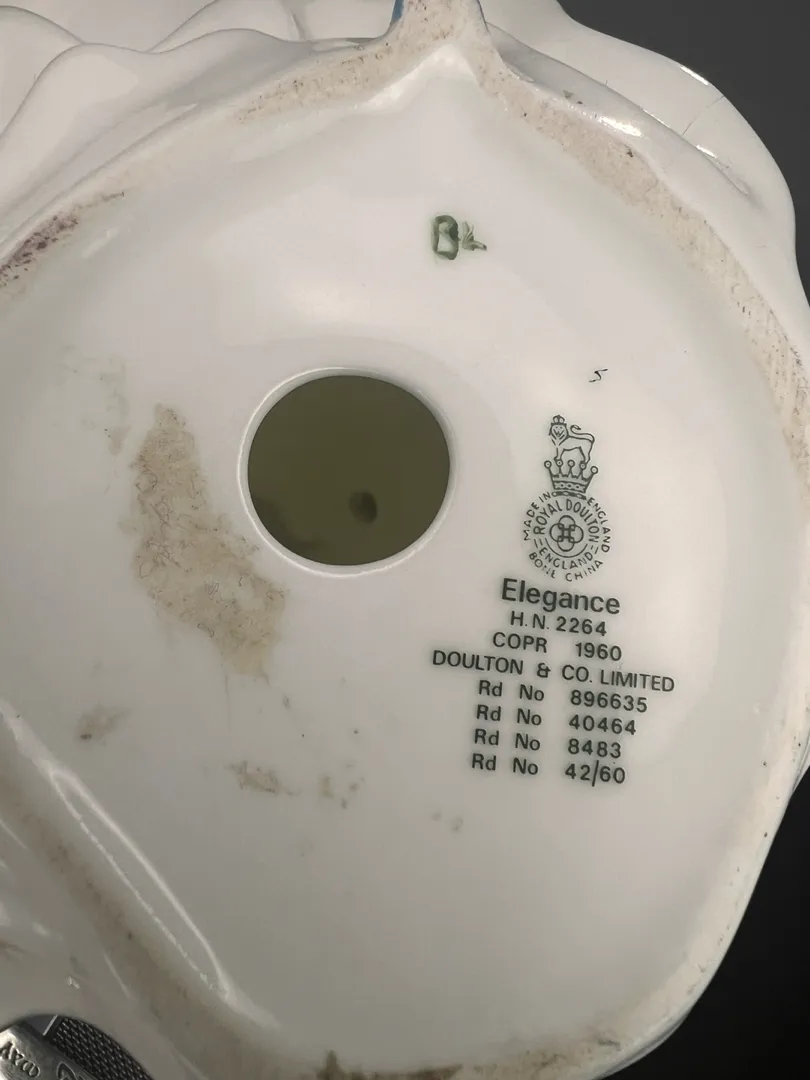 5
MADE IN ENGLAND
ROYAL DOULTON
ENGLAND
BONE CHINA
Elegance
H.N. 2264
COPR 1960
DOULTON & CO. LIMITED
Rd No 896635
Rd No 40464
Rd No 8483
Rd No 42/60